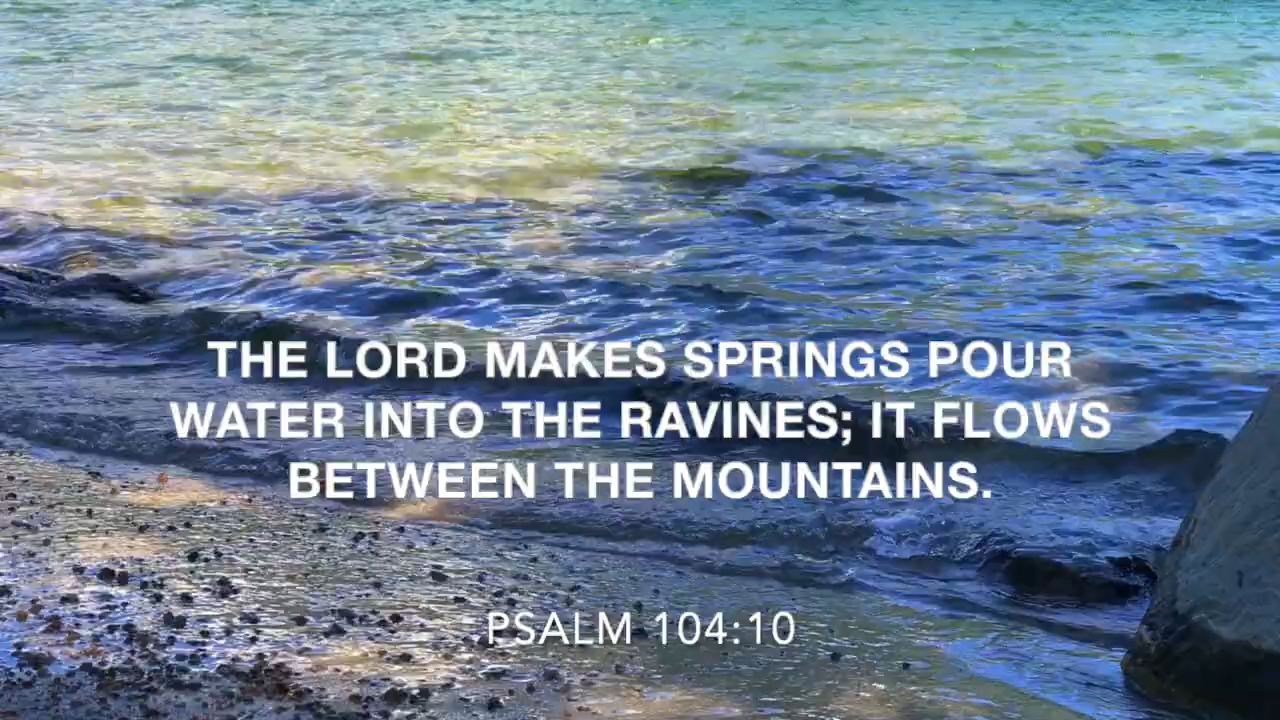 THE LORD MAKES SPRINGS POUR
WATER INTO THE RAVINES; IT FLOWS
BETWEEN THE MOUNTAINS.
PSALM 104:10